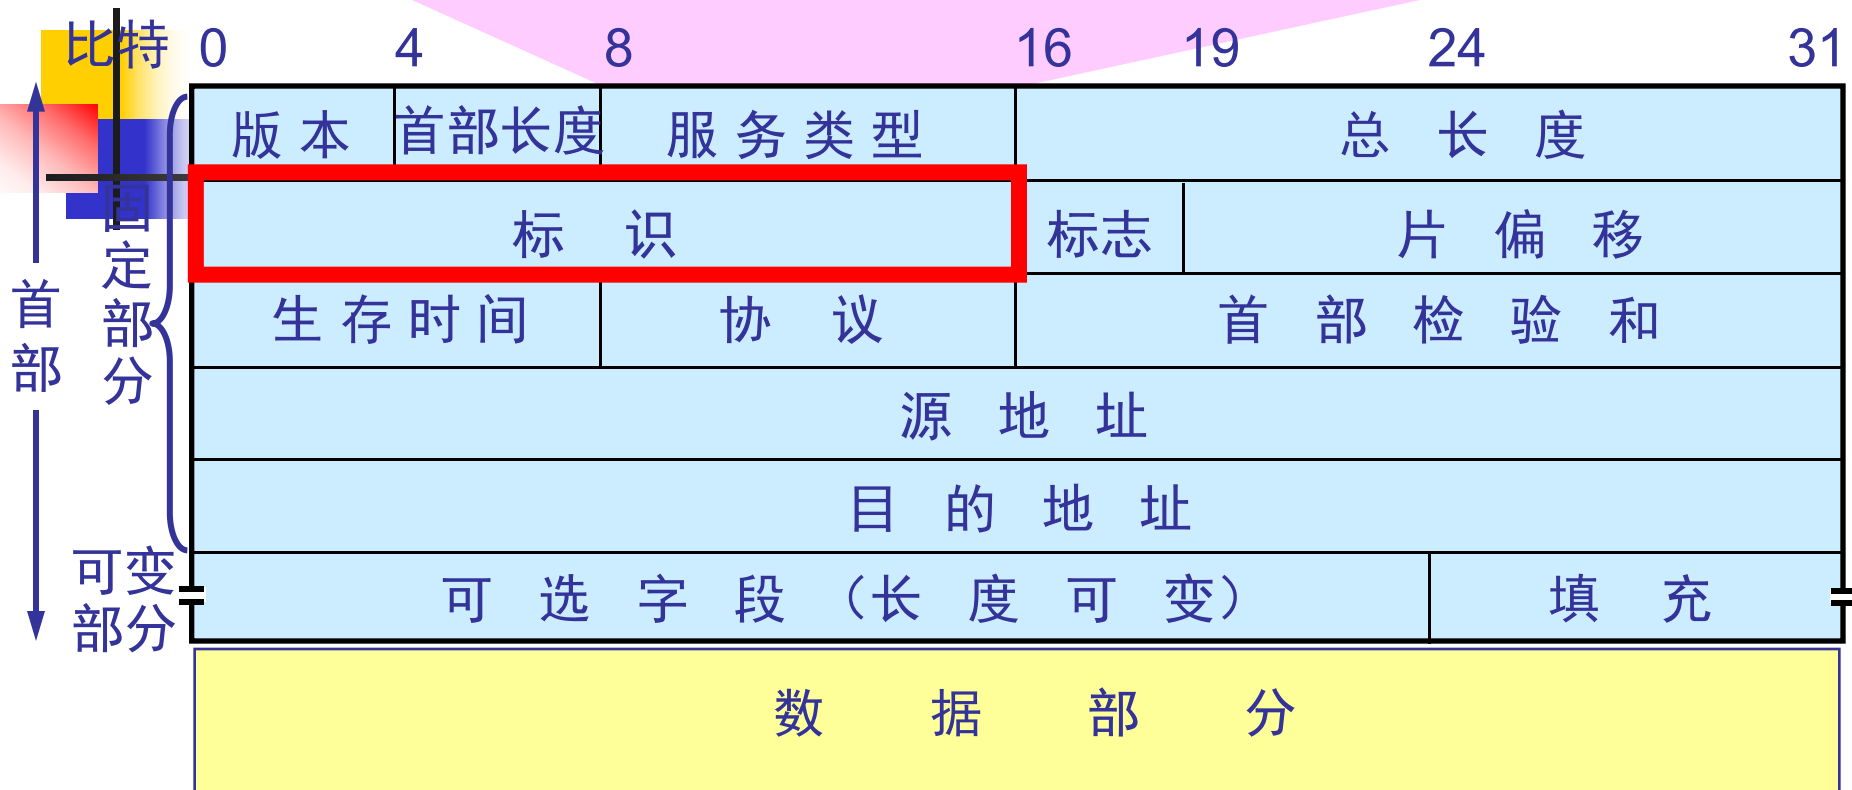 比特 0 4 8 16 19 24 31
版本 首部长度 服务类型 总长度
标识 标志 片偏移
生存时间 协议 首部检验和
源地址
目的地址
可选字段（长度可变） 填充
数据部分
首部
固定部分
可变部分